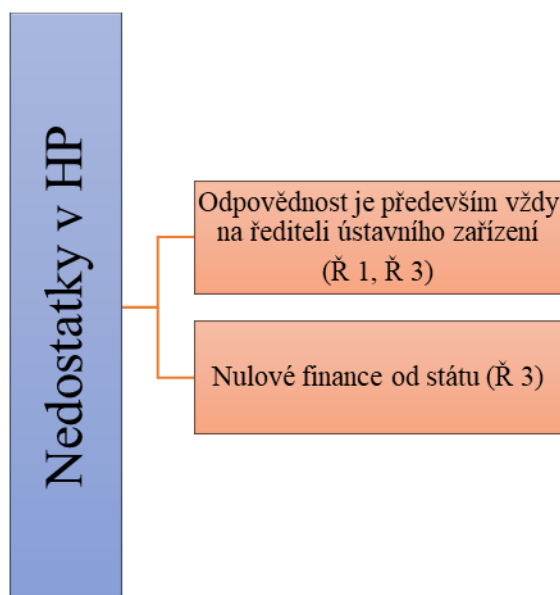 Nedostatky v HP
Odpovědnost je především vždy
na řediteli ústavního zařízení
(Ř 1, Ř 3)
Nulové finance od státu (Ř 3)